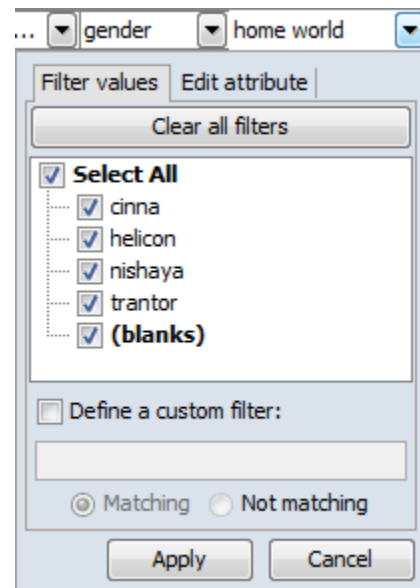 ... gender home world
Filter values Edit attribute
Clear all filters
Select All
cinna
helicon
nishaya
trantor
(blanks)
Define a custom filter:
Matching Not matching
Apply Cancel